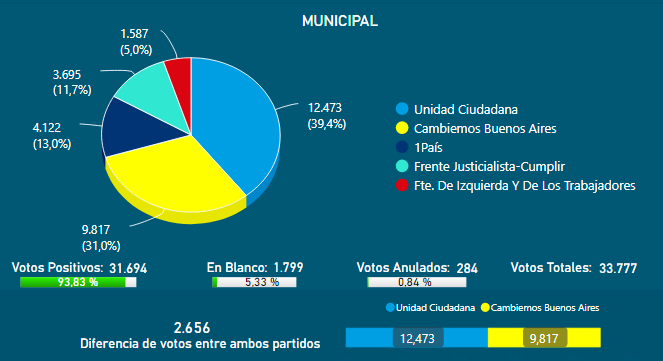 MUNICIPAL
1.587
(5,0%)
3.695
(11,7%)
4.122
(13,0%)
12.473
(39,4%)
9.817
(31,0%)
Unidad Ciudadana
Cambiemos Buenos Aires
1País
Frente Justicialista-Cumplir
Fte. De Izquierda Y De Los Trabajadores
Votos Positivos: 31.694
93,83 %
En Blanco: 1.799
5,33 %
Votos Anulados: 284
0,84 %
Votos Totales: 33.777
Unidad Ciudadana Cambiemos Buenos Aires
2.656
Diferencia de votos entre ambos partidos
12,473 9,817